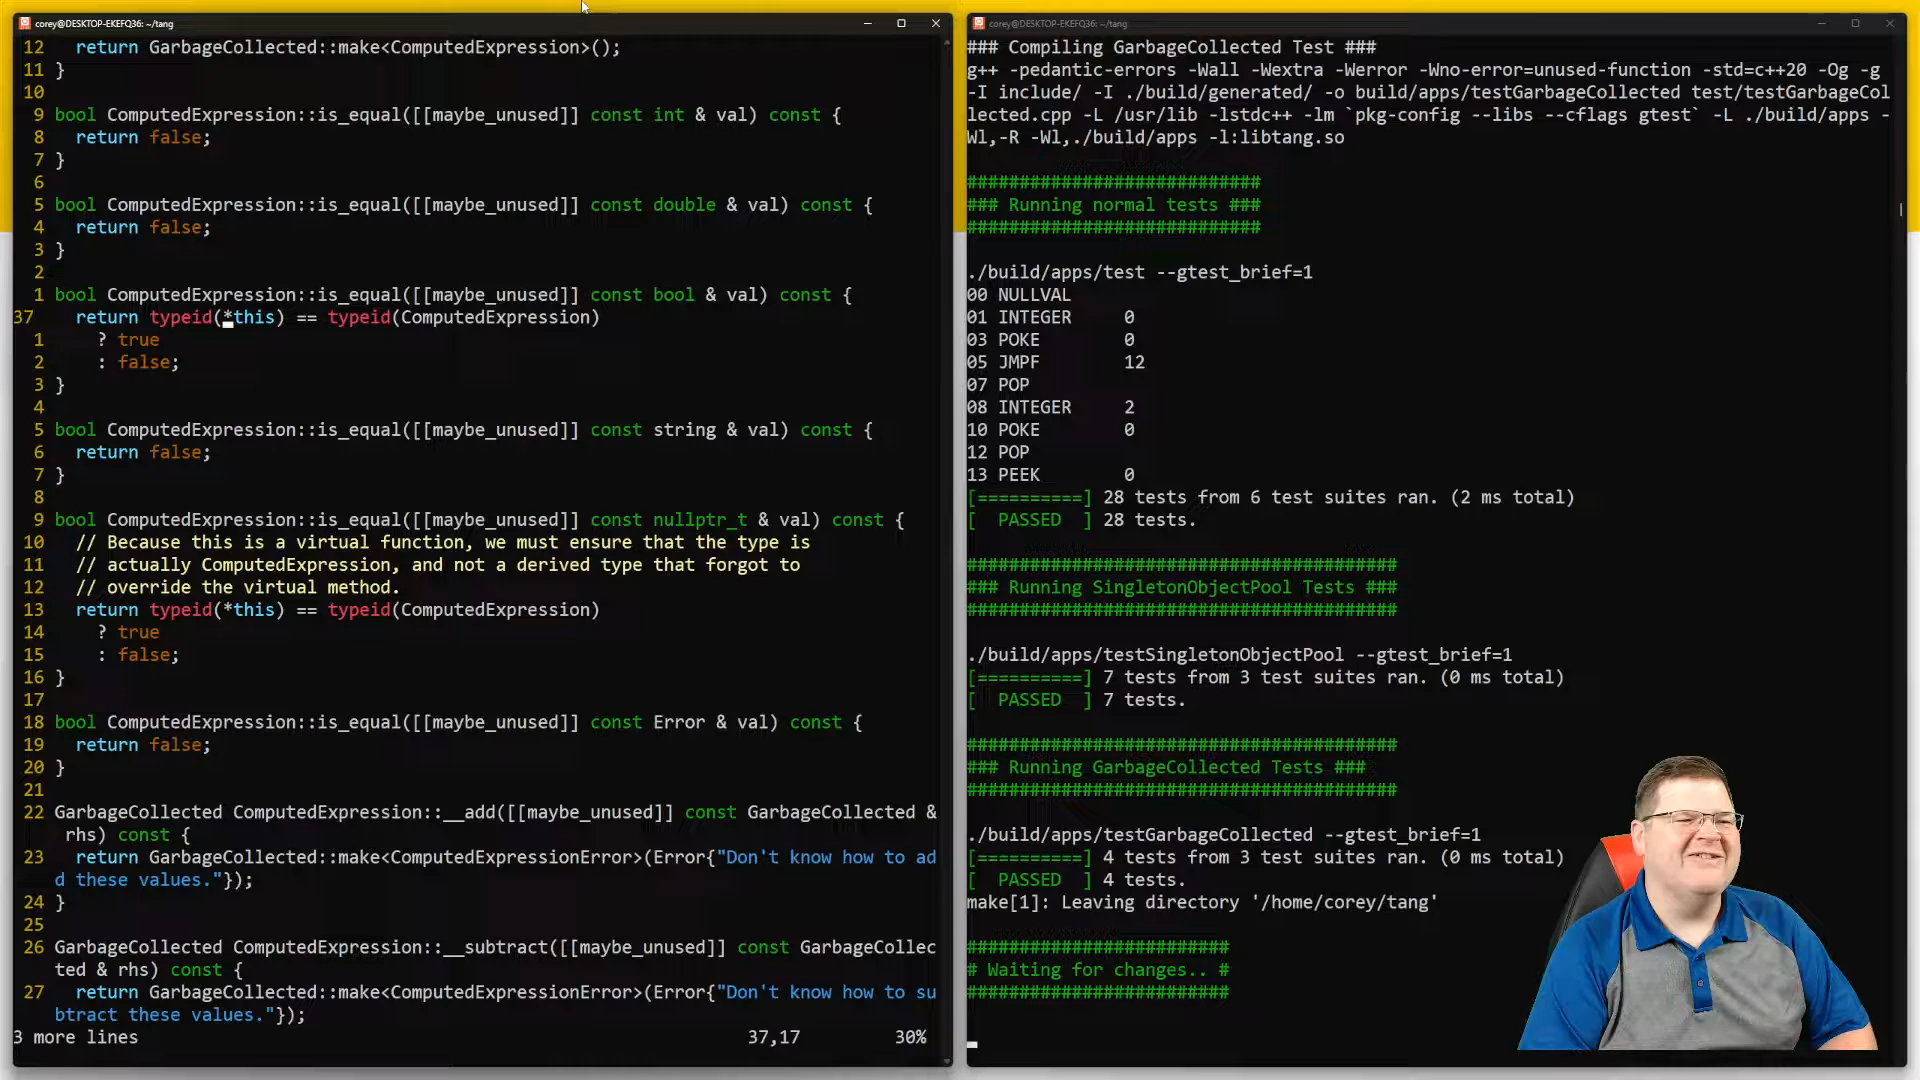 corey@DESKTOP-EKEFQ36: ~/tang
12 return GarbageCollected::make<ComputedExpression>();
11 }
10
9 bool ComputedExpression::is_equal([[maybe_unused]] const int & val) const {
8 return false;
7 }
6
5 bool ComputedExpression::is_equal([[maybe_unused]] const double & val) const {
4 return false;
3 }
2
1 bool ComputedExpression::is_equal([[maybe_unused]] const bool & val) const {
37 return typeid(*this) == typeid(ComputedExpression)
1 ? true
2 : false;
3 }
4
5 bool ComputedExpression::is_equal([[maybe_unused]] const string & val) const {
6 return false;
7 }
8
9 bool ComputedExpression::is_equal([[maybe_unused]] const nullptr_t & val) const {
10 // Because this is a virtual function, we must ensure that the type is
11 // actually ComputedExpression, and not a derived type that forgot to
12 // override the virtual method.
13 return typeid(*this) == typeid(ComputedExpression)
14 ? true
15 : false;
16 }
17
18 bool ComputedExpression::is_equal([[maybe_unused]] const Error & val) const {
19 return false;
20 }
21
22 GarbageCollected ComputedExpression::__add([[maybe_unused]] const GarbageCollected &
rhs) const {
23 return GarbageCollected::make<ComputedExpressionError>(Error{"Don't know how to ad
d these values."});
24 }
25
26 GarbageCollected ComputedExpression::__subtract([[maybe_unused]] const GarbageCollec
ted & rhs) const {
27 return GarbageCollected::make<ComputedExpressionError>(Error{"Don't know how to su
btract these values."});
3 more lines 37,17 30%
corey@DESKTOP-EKEFQ36: ~/tang
### Compiling GarbageCollected Test ###
g++ -pedantic-errors -Wall -Wextra -Werror -Wno-error=unused-function -std=c++20 -Og -g
-I include/ -I ./build/generated/ -o build/apps/testGarbageCollected test/testGarbageCol
lected.cpp -L /usr/lib -lstdc++ -lm `pkg-config --libs --cflags gtest` -L ./build/apps -
Wl,-R -Wl,./build/apps -l:libtang.so
############################
### Running normal tests ###
############################
./build/apps/test --gtest_brief=1
00 NULLVAL
01 INTEGER 0
03 POKE 0
05 JMPF 12
07 POP
08 INTEGER 2
10 POKE 0
12 POP
13 PEEK 0
[==========] 28 tests from 6 test suites ran. (2 ms total)
[ PASSED ] 28 tests.
#########################################
### Running SingletonObjectPool Tests ###
#########################################
./build/apps/testSingletonObjectPool --gtest_brief=1
[==========] 7 tests from 3 test suites ran. (0 ms total)
[ PASSED ] 7 tests.
#########################################
### Running GarbageCollected Tests ###
#########################################
./build/apps/testGarbageCollected --gtest_brief=1
[==========] 4 tests from 3 test suites ran. (0 ms total)
[ PASSED ] 4 tests.
make[1]: Leaving directory '/home/corey/tang'
#########################
# Waiting for changes.. #
#########################